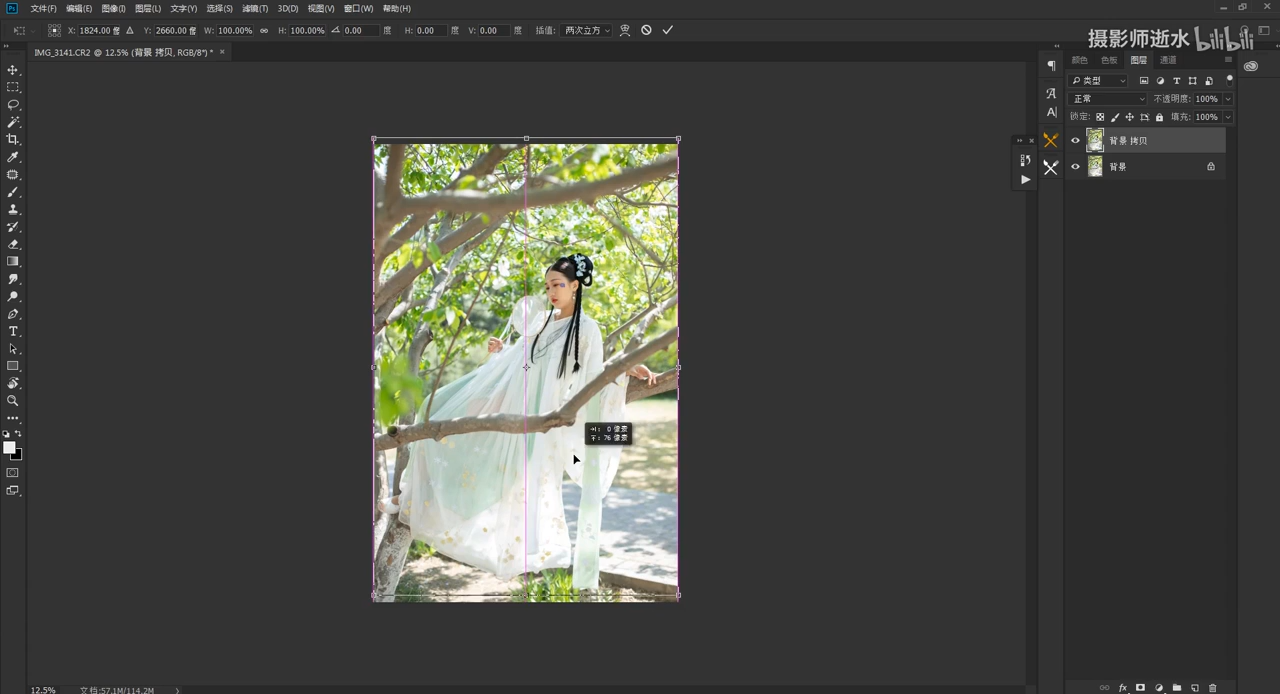 Ps 文件(F) 编辑(E) 图像(I) 图层(L) 文字(Y) 选择(S) 滤镜(T) 3D(D) 视图(V) 窗口(W) 帮助(H)
X: 1824.00 像 Y: 2660.00 像 W: 100.00% H: 100.00% 0.00 度 H: 0.00 度 V: 0.00 度 插值: 两次立方
摄影师逝水 bilibili
IMG_3141.CR2 @ 12.5% (背景 拷贝, RGB/8*) * ×
颜色 色板 图层 通道
类型
正常 不透明度: 100%
锁定: 填充: 100%
背景 拷贝
背景
→I: 0 像素
干: 76 像素
12.5% 文档:57.1M/114.2M